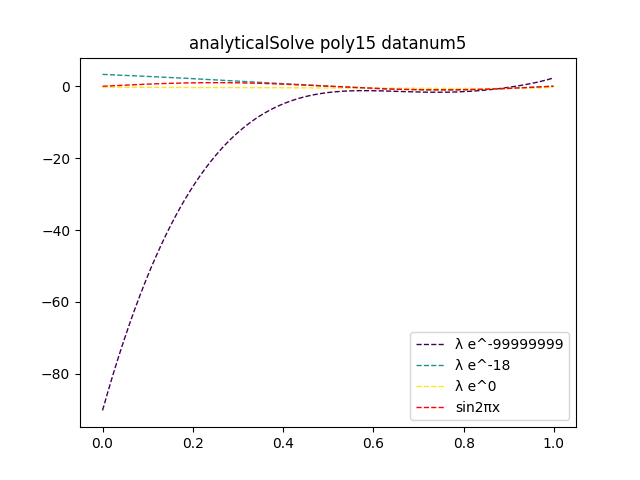 analyticalSolve poly15 datanum5
0
−20
−40
−60
−80
0.0 0.2 0.4 0.6 0.8 1.0
λ e^-99999999
λ e^-18
λ e^0
sin2πx